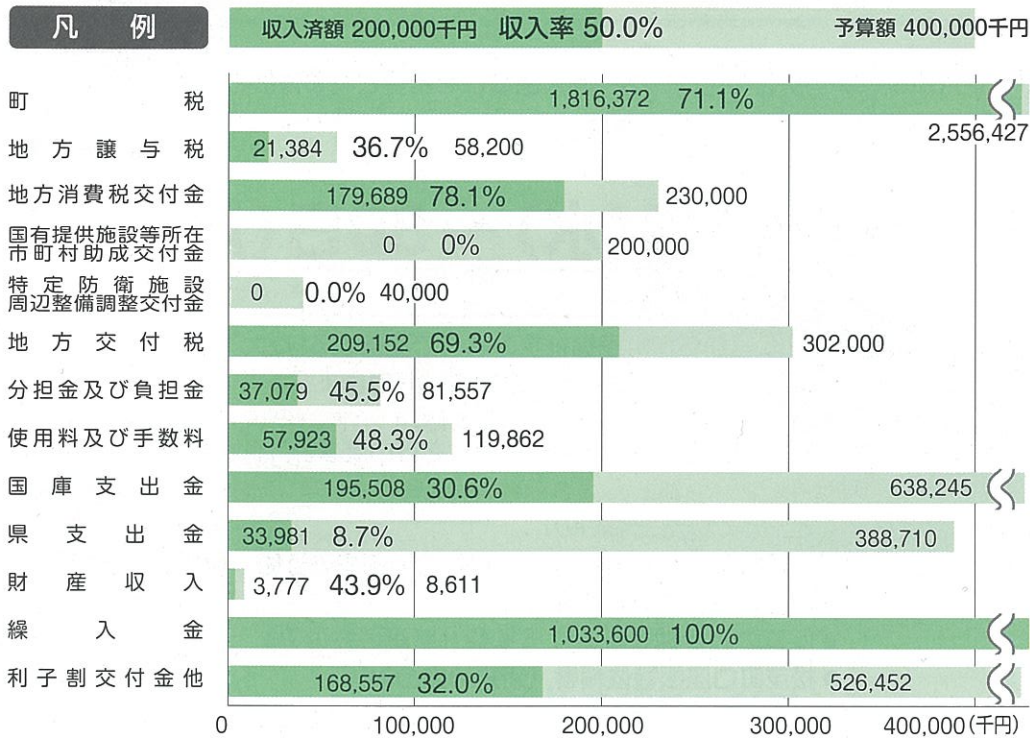 凡例
収入済額 200,000千円 収入率 50.0% 予算額 400,000千円
町税 1,816,372 71.1%
2,556,427
地方譲与税 21,384 36.7% 58,200
地方消費税交付金 179,689 78.1% 230,000
国有提供施設等所在
市町村助成交付金 0 0% 200,000
特定防衛施設
周辺整備調整交付金 0 0.0% 40,000
地方交付税 209,152 69.3% 302,000
分担金及び負担金 37,079 45.5% 81,557
使用料及び手数料 57,923 48.3% 119,862
国庫支出金 195,508 30.6% 638,245
県支出金 33,981 8.7% 388,710
財産収入 3,777 43.9% 8,611
繰入金 1,033,600 100%
利子割交付金他 168,557 32.0% 526,452
0 100,000 200,000 300,000 400,000(千円)